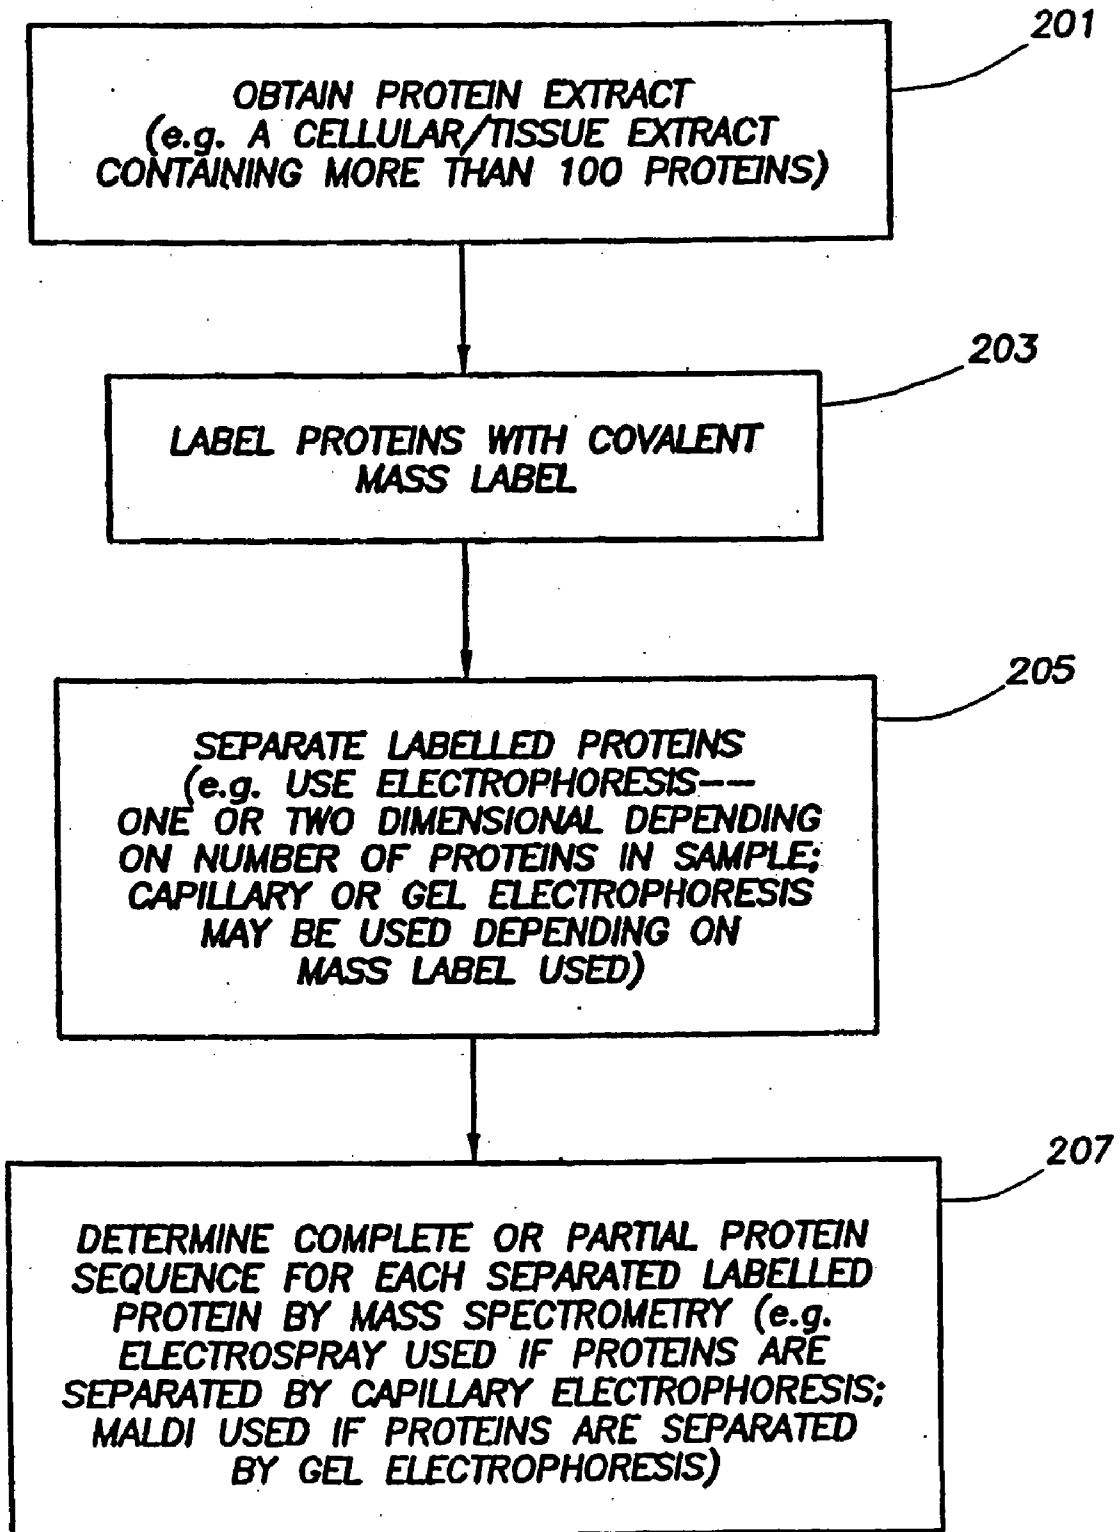 201
OBTAIN PROTEIN EXTRACT
(e.g. A CELLULAR/TISSUE EXTRACT
CONTAINING MORE THAN 100 PROTEINS)
203
LABEL PROTEINS WITH COVALENT
MASS LABEL
205
SEPARATE LABELLED PROTEINS
(e.g. USE ELECTROPHORESIS––
ONE OR TWO DIMENSIONAL DEPENDING
ON NUMBER OF PROTEINS IN SAMPLE;
CAPILLARY OR GEL ELECTROPHORESIS
MAY BE USED DEPENDING ON
MASS LABEL USED)
207
DETERMINE COMPLETE OR PARTIAL PROTEIN
SEQUENCE FOR EACH SEPARATED LABELLED
PROTEIN BY MASS SPECTROMETRY (e.g.
ELECTROSPRAY USED IF PROTEINS ARE
SEPARATED BY CAPILLARY ELECTROPHORESIS;
MALDI USED IF PROTEINS ARE SEPARATED
BY GEL ELECTROPHORESIS)